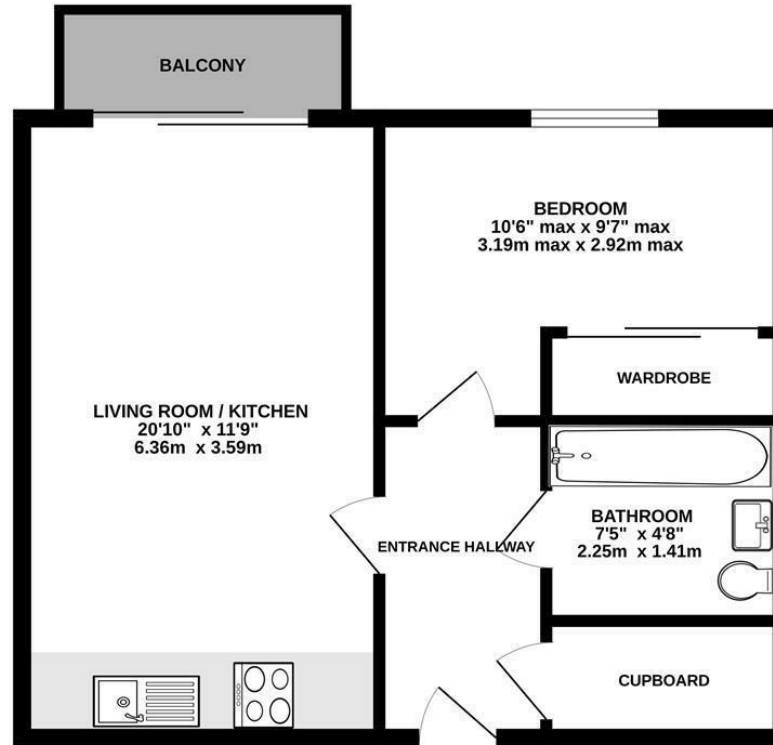 BALCONY
BEDROOM
10'6" max x 9'7" max
3.19m max x 2.92m max
WARDROBE
LIVING ROOM / KITCHEN
20'10" x 11'9"
6.36m x 3.59m
ENTRANCE HALLWAY
BATHROOM
7'5" x 4'8"
2.25m x 1.41m
CUPBOARD